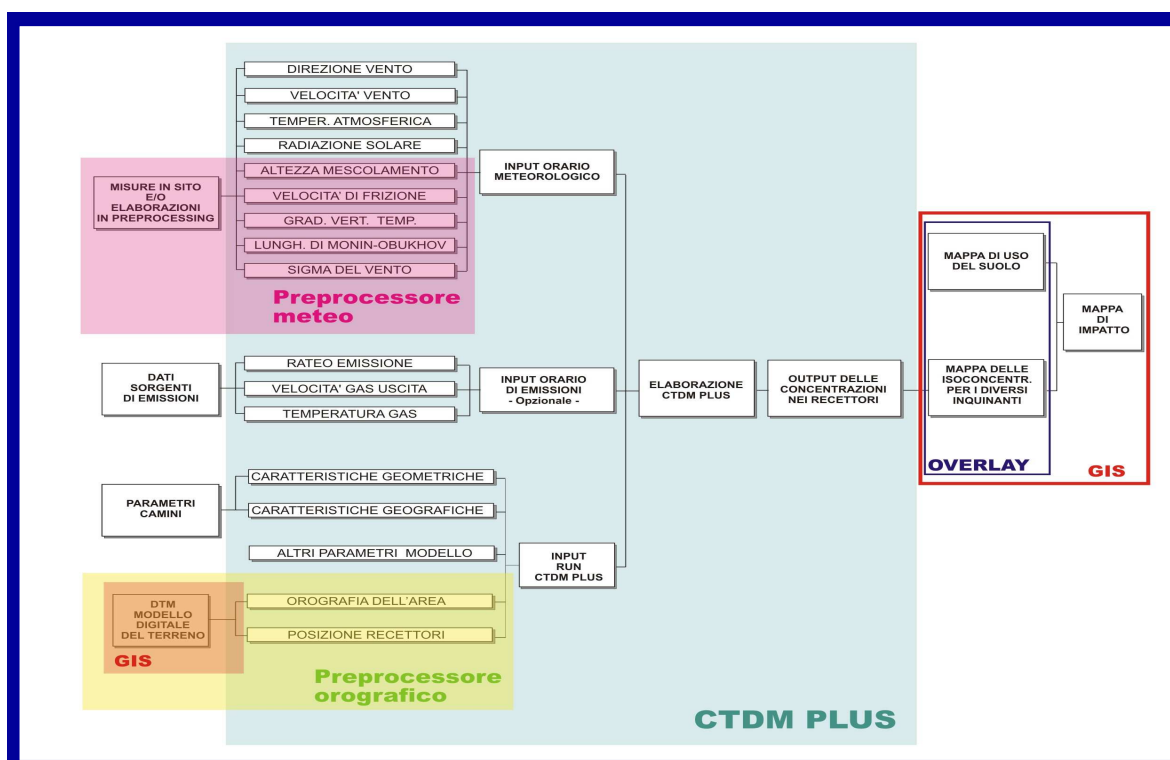 DIREZIONE VENTO
VELOCITA' VENTO
TEMPER. ATMOSFERICA
RADIAZIONE SOLARE
ALTEZZA MESCOLAMENTO
VELOCITA' DI FRIZIONE
GRAD. VERT. TEMP.
LUNGH. DI MONIN-OBUKHOV
SIGMA DEL VENTO
MISURE IN SITO
E/O
ELABORAZIONI
IN PREPROCESSING
Preprocessore
meteo
INPUT ORARIO
METEOROLOGICO
DATI
SORGENTI
DI EMISSIONI
RATEO EMISSIONE
VELOCITA' GAS USCITA
TEMPERATURA GAS
INPUT ORARIO
DI EMISSIONI
- Opzionale -
ELABORAZIONE
CTDM PLUS
OUTPUT DELLE
CONCENTRAZIONI
NEI RECETTORI
MAPPA DI USO
DEL SUOLO
MAPPA DELLE
ISOCONCENTR.
PER I DIVERSI
INQUINANTI
OVERLAY
MAPPA
DI
IMPATTO
GIS
PARAMETRI
CAMINI
CARATTERISTICHE GEOMETRICHE
CARATTERISTICHE GEOGRAFICHE
ALTRI PARAMETRI MODELLO
INPUT
RUN
CTDM PLUS
DTM
MODELLO
DIGITALE
DEL TERRENO
GIS
OROGRAFIA DELL'AREA
POSIZIONE RECETTORI
Preprocessore
orografico
CTDM PLUS